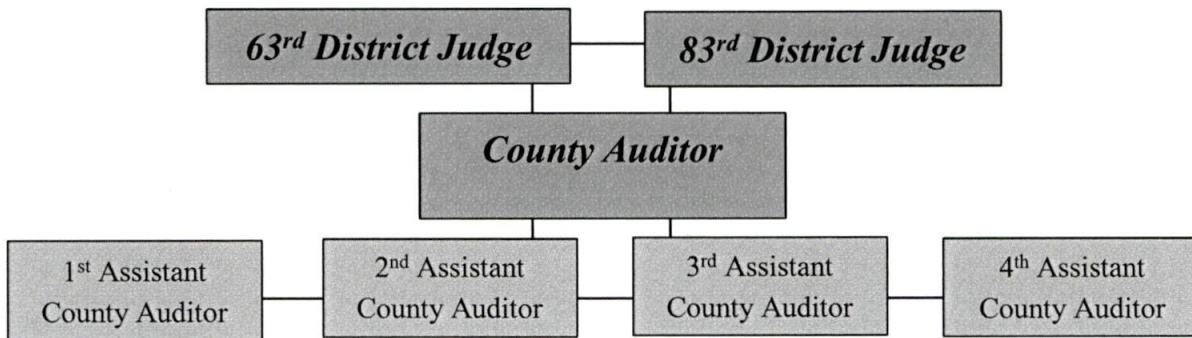 63rd District Judge
83rd District Judge
County Auditor
1st Assistant
County Auditor
2nd Assistant
County Auditor
3rd Assistant
County Auditor
4th Assistant
County Auditor